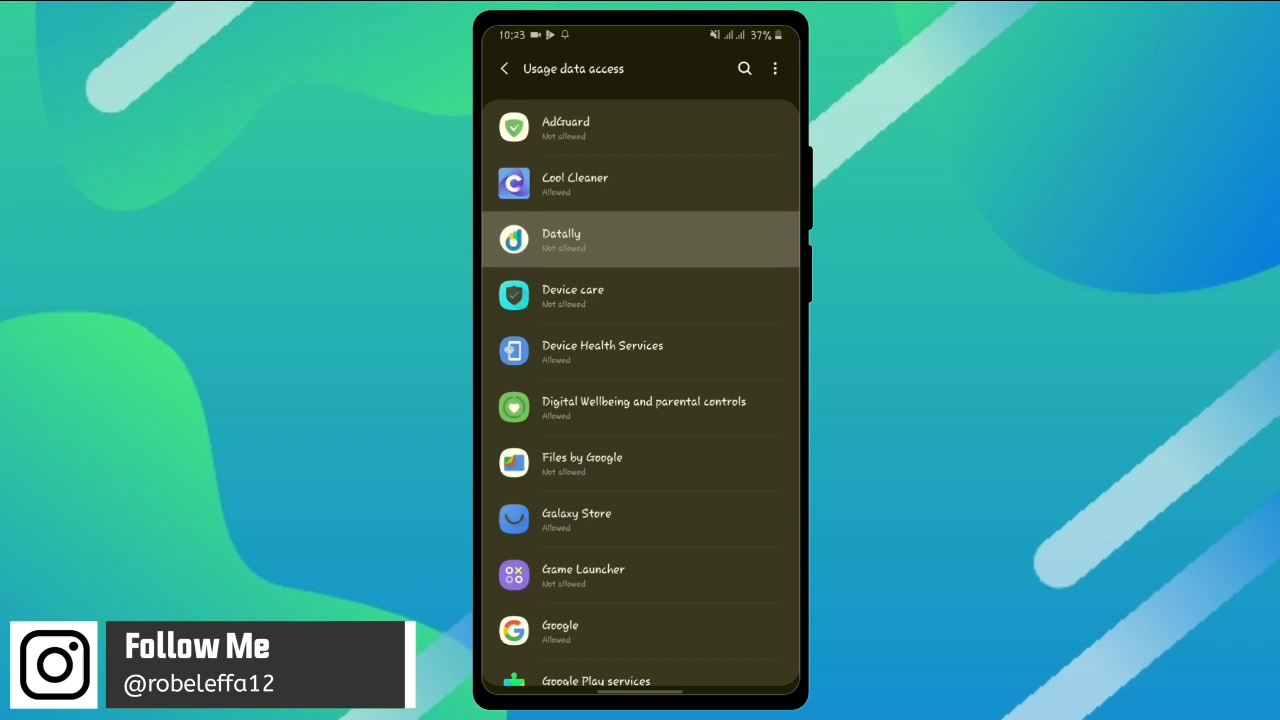 10:23
37%
Usage data access
AdGuard
Not allowed
Cool Cleaner
Allowed
Datally
Not allowed
Device care
Not allowed
Device Health Services
Allowed
Digital Wellbeing and parental controls
Allowed
Files by Google
Not allowed
Galaxy Store
Allowed
Game Launcher
Not allowed
Google
Allowed
Google Play services
Follow Me
@robeleffa12